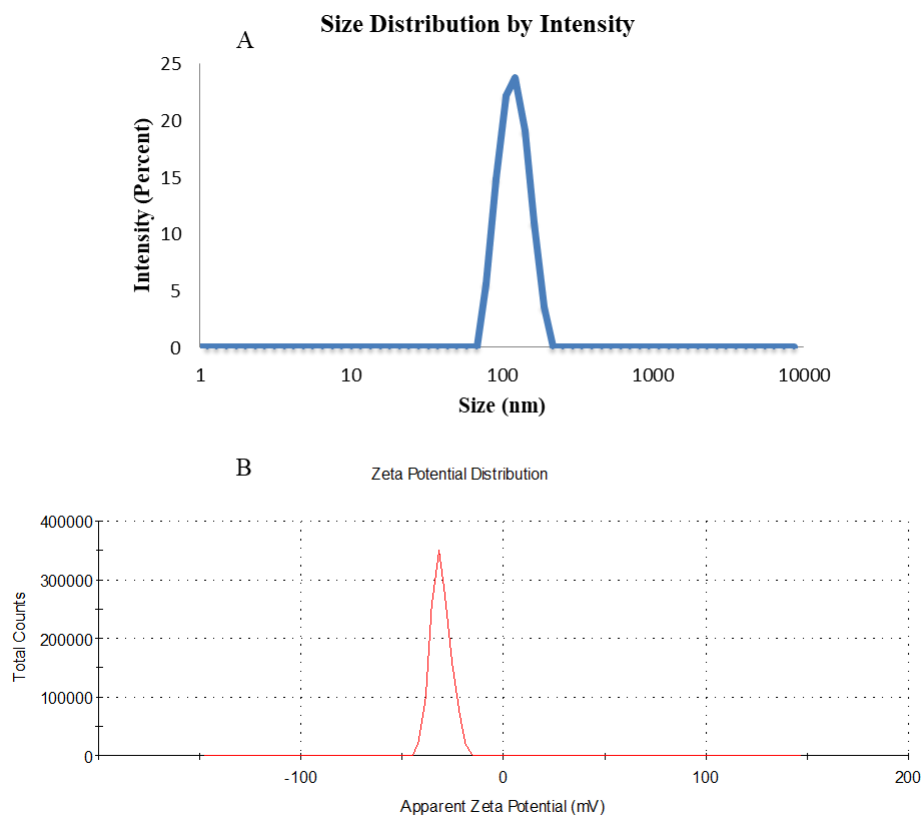 Size Distribution by Intensity
A
25
20
15
10
5
0
Intensity (Percent)
1 10 100 1000 10000
Size (nm)
B
Zeta Potential Distribution
400000
300000
200000
100000
0
Total Counts
-100 0 100 200
Apparent Zeta Potential (mV)